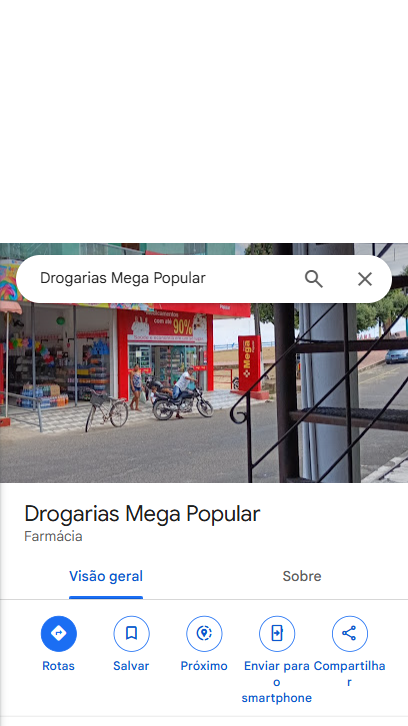 Drogarias Mega Popular
medicamentos
com até 90%
Mega
Drogarias Mega Popular
Farmácia
Visão geral
Sobre
Rotas
Salvar
Próximo
Enviar para
o
smartphone
Compartilha
r